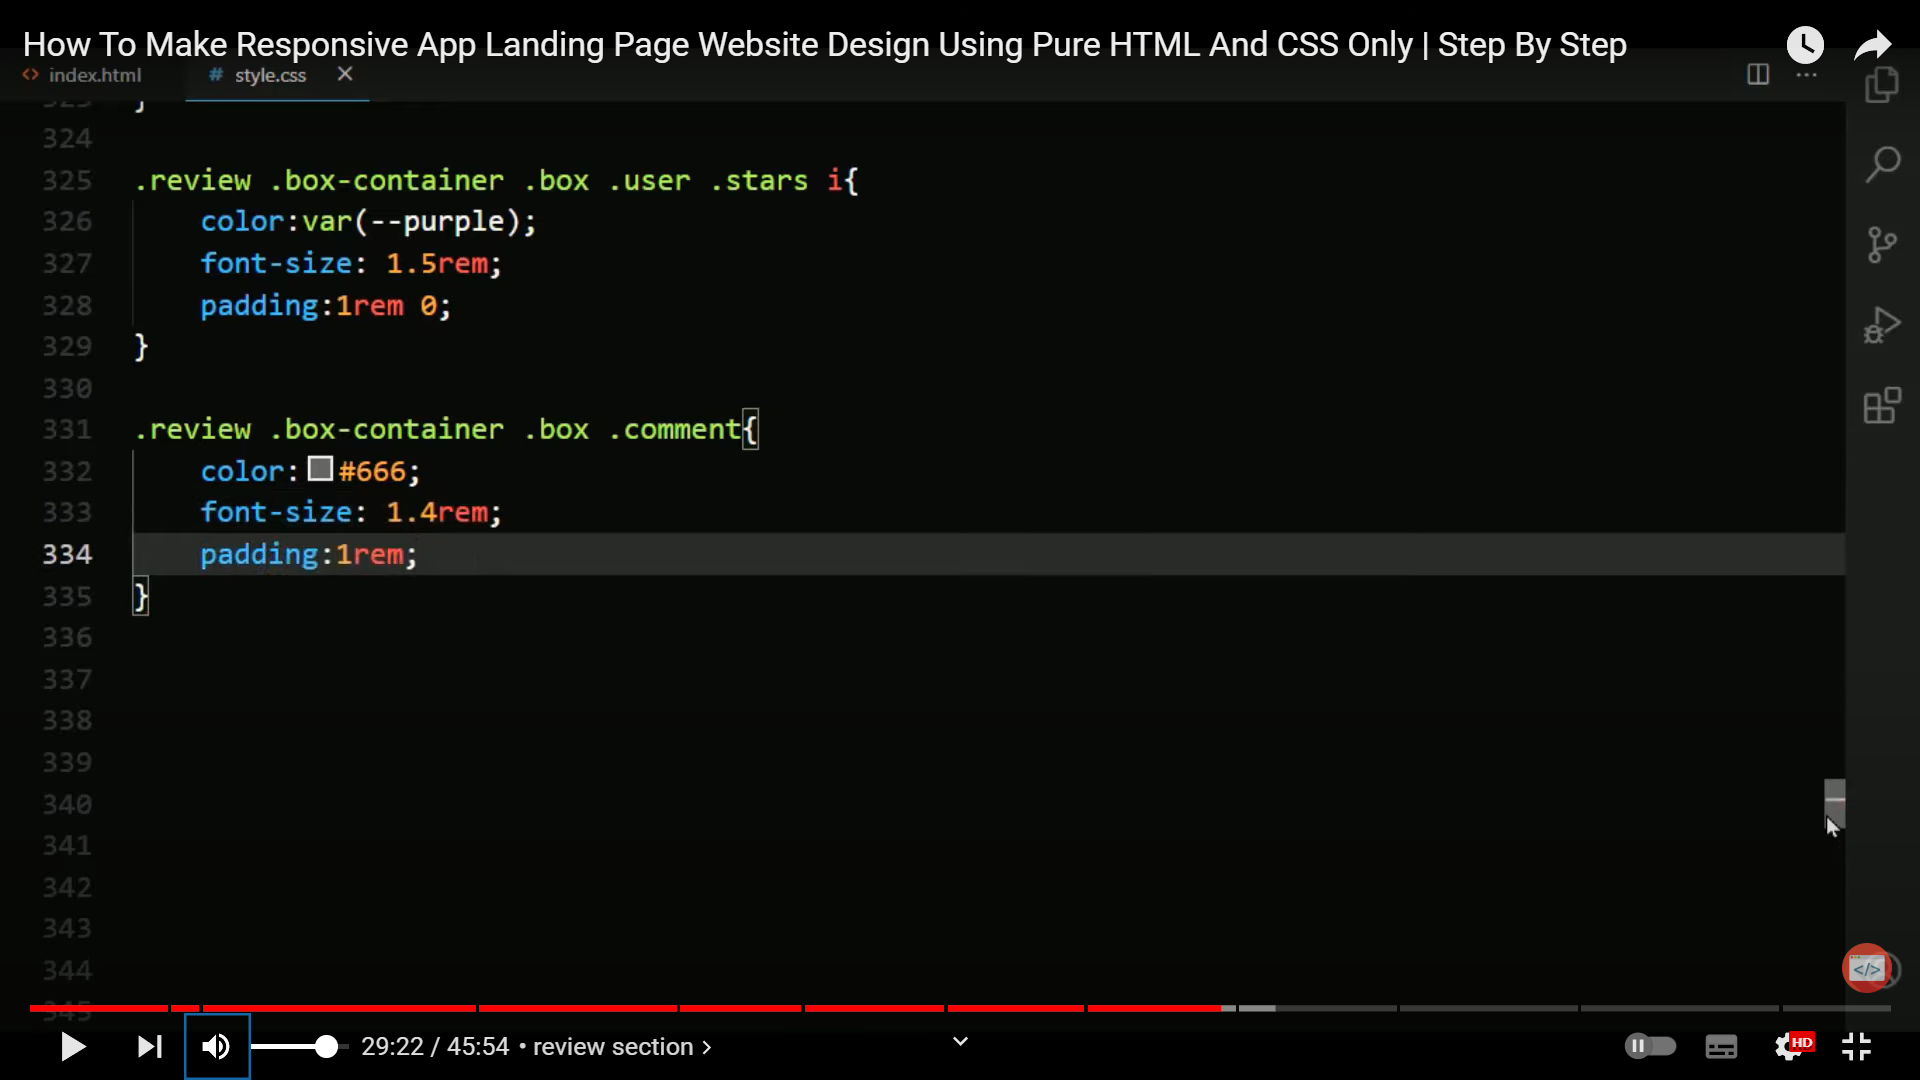 How To Make Responsive App Landing Page Website Design Using Pure HTML And CSS Only | Step By Step
<> index.html # style.css ×
323 }
324
325 .review .box-container .box .user .stars i{
326 color:var(--purple);
327 font-size: 1.5rem;
328 padding:1rem 0;
329 }
330
331 .review .box-container .box .comment{
332 color:#666;
333 font-size: 1.4rem;
334 padding:1rem;
335 }
336
337
338
339
340
341
342
343
344
345
</>
29:22 / 45:54 • review section ›
HD